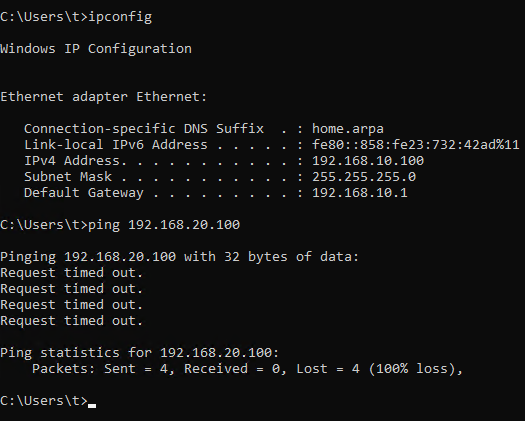 C:\Users\t>ipconfig
Windows IP Configuration
Ethernet adapter Ethernet:
   Connection-specific DNS Suffix  . : home.arpa
   Link-local IPv6 Address . . . . . : fe80::858:fe23:732:42ad%11
   IPv4 Address. . . . . . . . . . . : 192.168.10.100
   Subnet Mask . . . . . . . . . . . : 255.255.255.0
   Default Gateway . . . . . . . . . : 192.168.10.1
C:\Users\t>ping 192.168.20.100
Pinging 192.168.20.100 with 32 bytes of data:
Request timed out.
Request timed out.
Request timed out.
Request timed out.
Ping statistics for 192.168.20.100:
    Packets: Sent = 4, Received = 0, Lost = 4 (100% loss),
C:\Users\t>